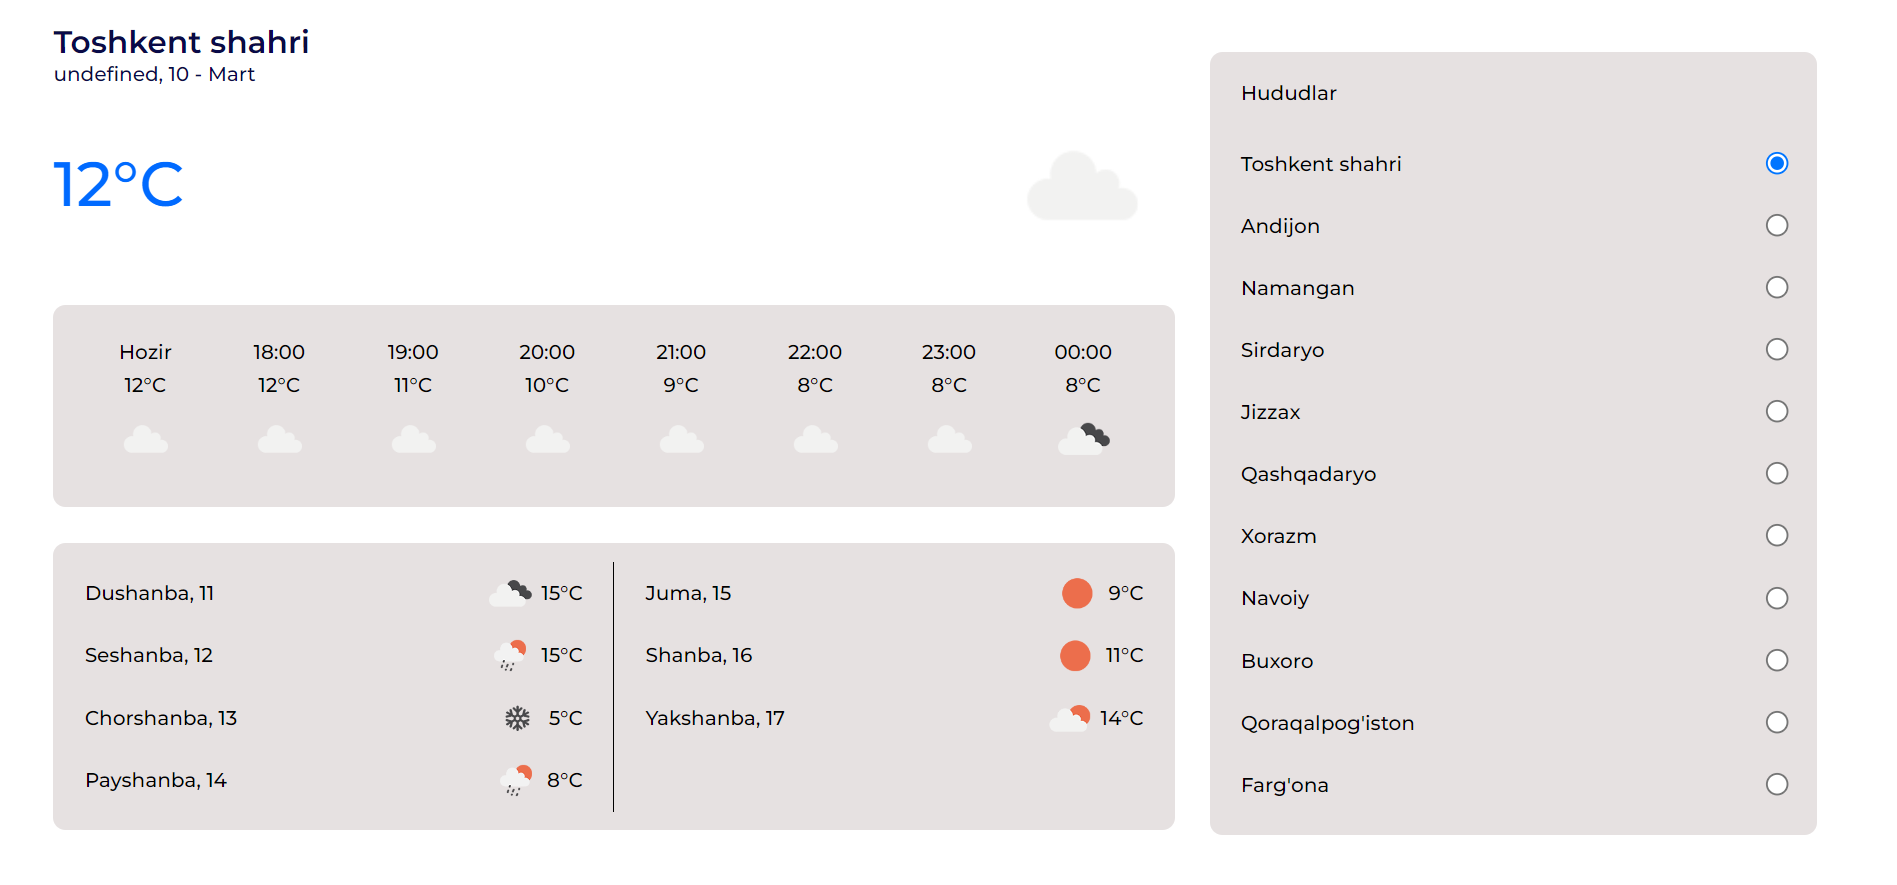 Toshkent shahri
undefined, 10 - Mart
12°C
Hozir 18:00 19:00 20:00 21:00 22:00 23:00 00:00
12°C 12°C 11°C 10°C 9°C 8°C 8°C 8°C
Dushanba, 11 15°C
Seshanba, 12 15°C
Chorshanba, 13 5°C
Payshanba, 14 8°C
Juma, 15 9°C
Shanba, 16 11°C
Yakshanba, 17 14°C
Hududlar
Toshkent shahri
Andijon
Namangan
Sirdaryo
Jizzax
Qashqadaryo
Xorazm
Navoiy
Buxoro
Qoraqalpog'iston
Farg'ona